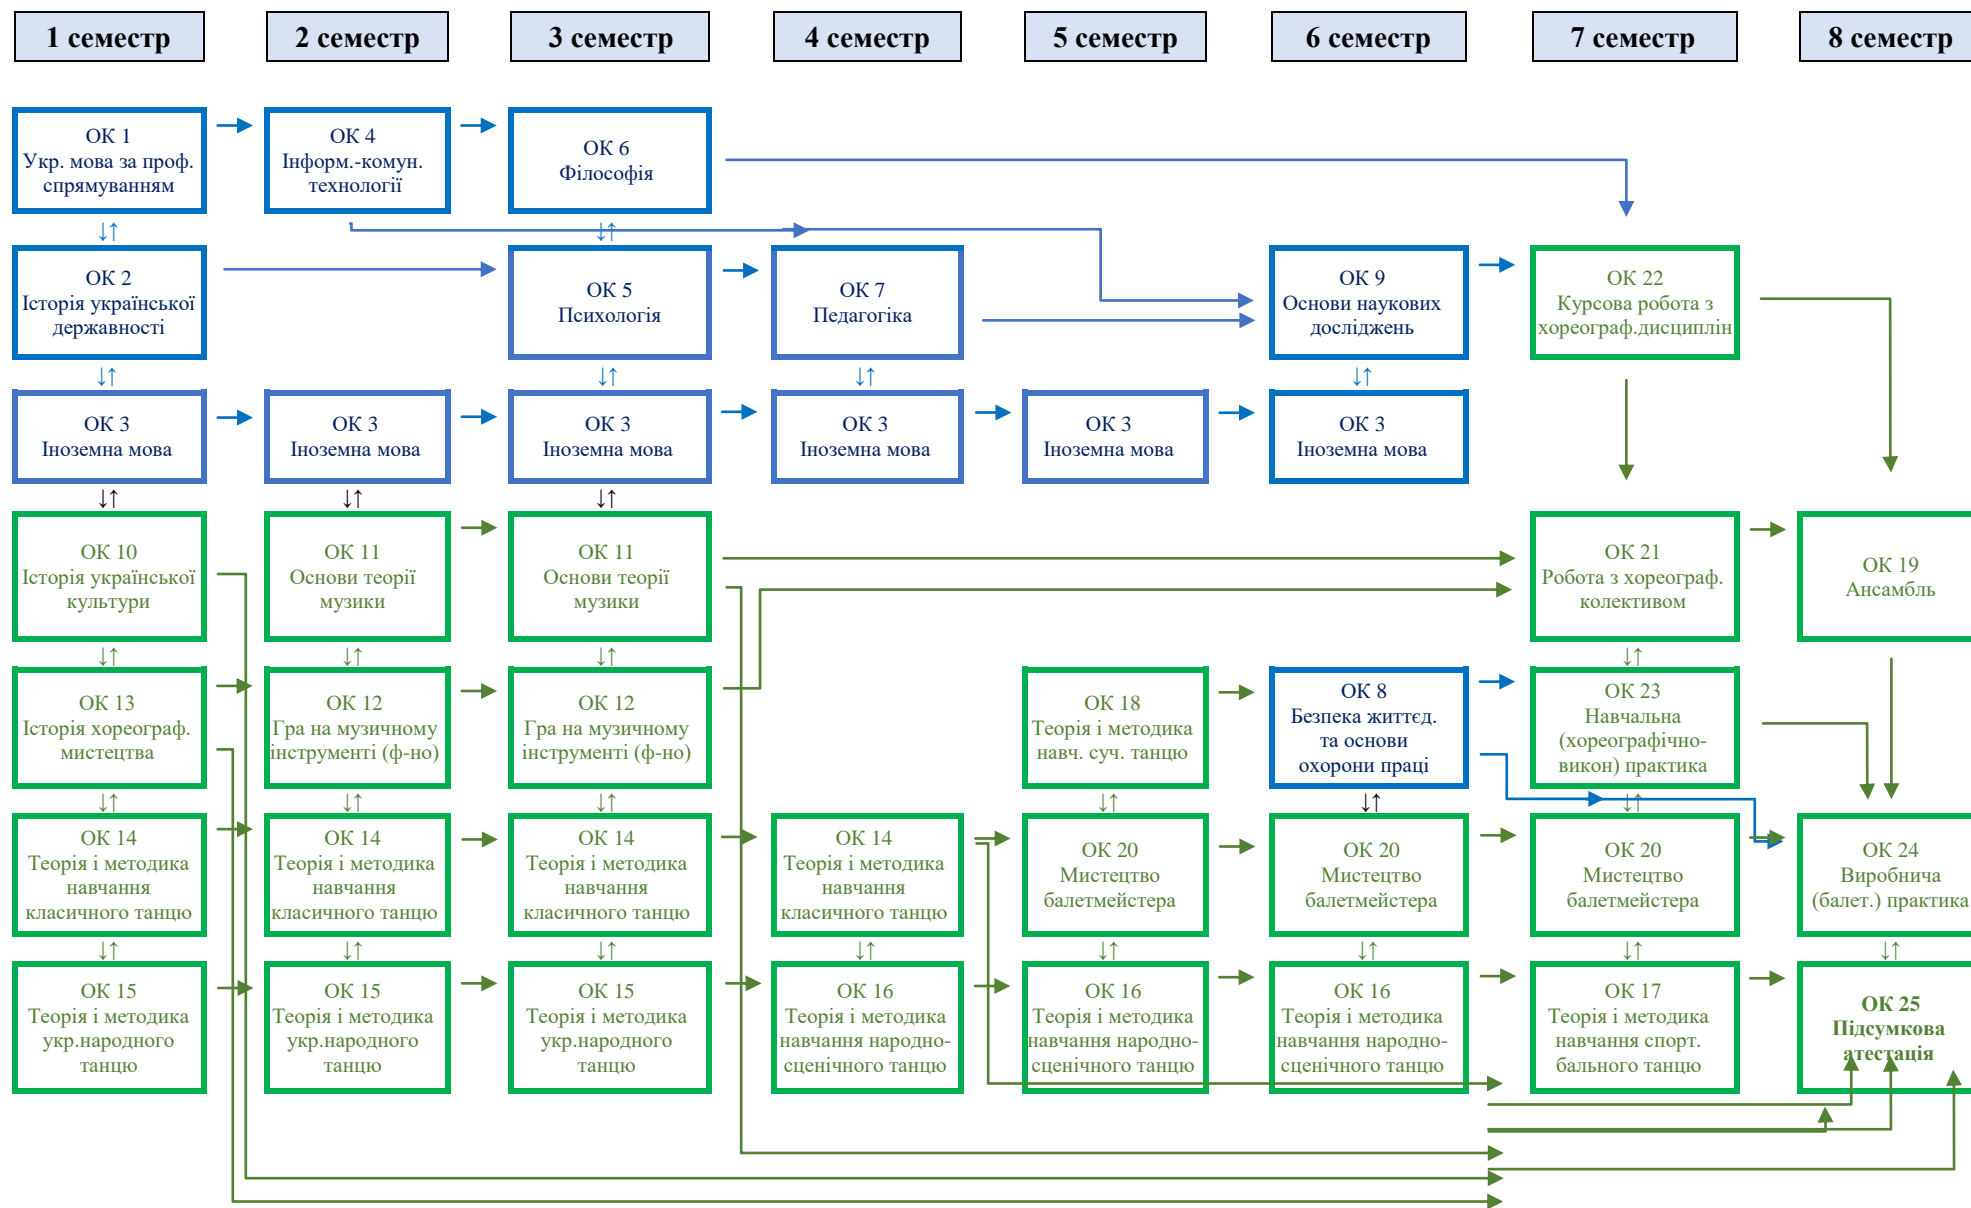 1 семестр
2 семестр
3 семестр
4 семестр
5 семестр
6 семестр
7 семестр
8 семестр
ОК 1
Укр. мова за проф.
спрямуванням
ОК 4
Інформ.-комун.
технології
ОК 6
Філософія
↓↑
↓↑
ОК 2
Історія української
державності
ОК 5
Психологія
ОК 7
Педагогіка
ОК 9
Основи наукових
досліджень
ОК 22
Курсова робота з
хореограф.дисциплін
↓↑
↓↑
↓↑
↓↑
ОК 3
Іноземна мова
ОК 3
Іноземна мова
ОК 3
Іноземна мова
ОК 3
Іноземна мова
ОК 3
Іноземна мова
ОК 3
Іноземна мова
↓↑
↓↑
↓↑
ОК 10
Історія української
культури
ОК 11
Основи теорії
музики
ОК 11
Основи теорії
музики
ОК 21
Робота з хореограф.
колективом
ОК 19
Ансамбль
↓↑
↓↑
↓↑
↓↑
ОК 13
Історія хореограф.
мистецтва
ОК 12
Гра на музичному
інструменті (ф-но)
ОК 12
Гра на музичному
інструменті (ф-но)
ОК 18
Теорія і методика
навч. суч. танцю
ОК 8
Безпека життєд.
та основи
охорони праці
ОК 23
Навчальна
(хореографічно-
викон) практика
↓↑
↓↑
↓↑
↓↑
↓↑
↓↑
ОК 14
Теорія і методика
навчання
класичного танцю
ОК 14
Теорія і методика
навчання
класичного танцю
ОК 14
Теорія і методика
навчання
класичного танцю
ОК 14
Теорія і методика
навчання
класичного танцю
ОК 20
Мистецтво
балетмейстера
ОК 20
Мистецтво
балетмейстера
ОК 20
Мистецтво
балетмейстера
ОК 24
Виробнича
(балет.) практика
↓↑
↓↑
↓↑
↓↑
↓↑
↓↑
↓↑
↓↑
ОК 15
Теорія і методика
укр.народного
танцю
ОК 15
Теорія і методика
укр.народного
танцю
ОК 15
Теорія і методика
укр.народного
танцю
ОК 16
Теорія і методика
навчання народно-
сценічного танцю
ОК 16
Теорія і методика
навчання народно-
сценічного танцю
ОК 16
Теорія і методика
навчання народно-
сценічного танцю
ОК 17
Теорія і методика
навчання спорт.
бального танцю
ОК 25
Підсумкова
атестація